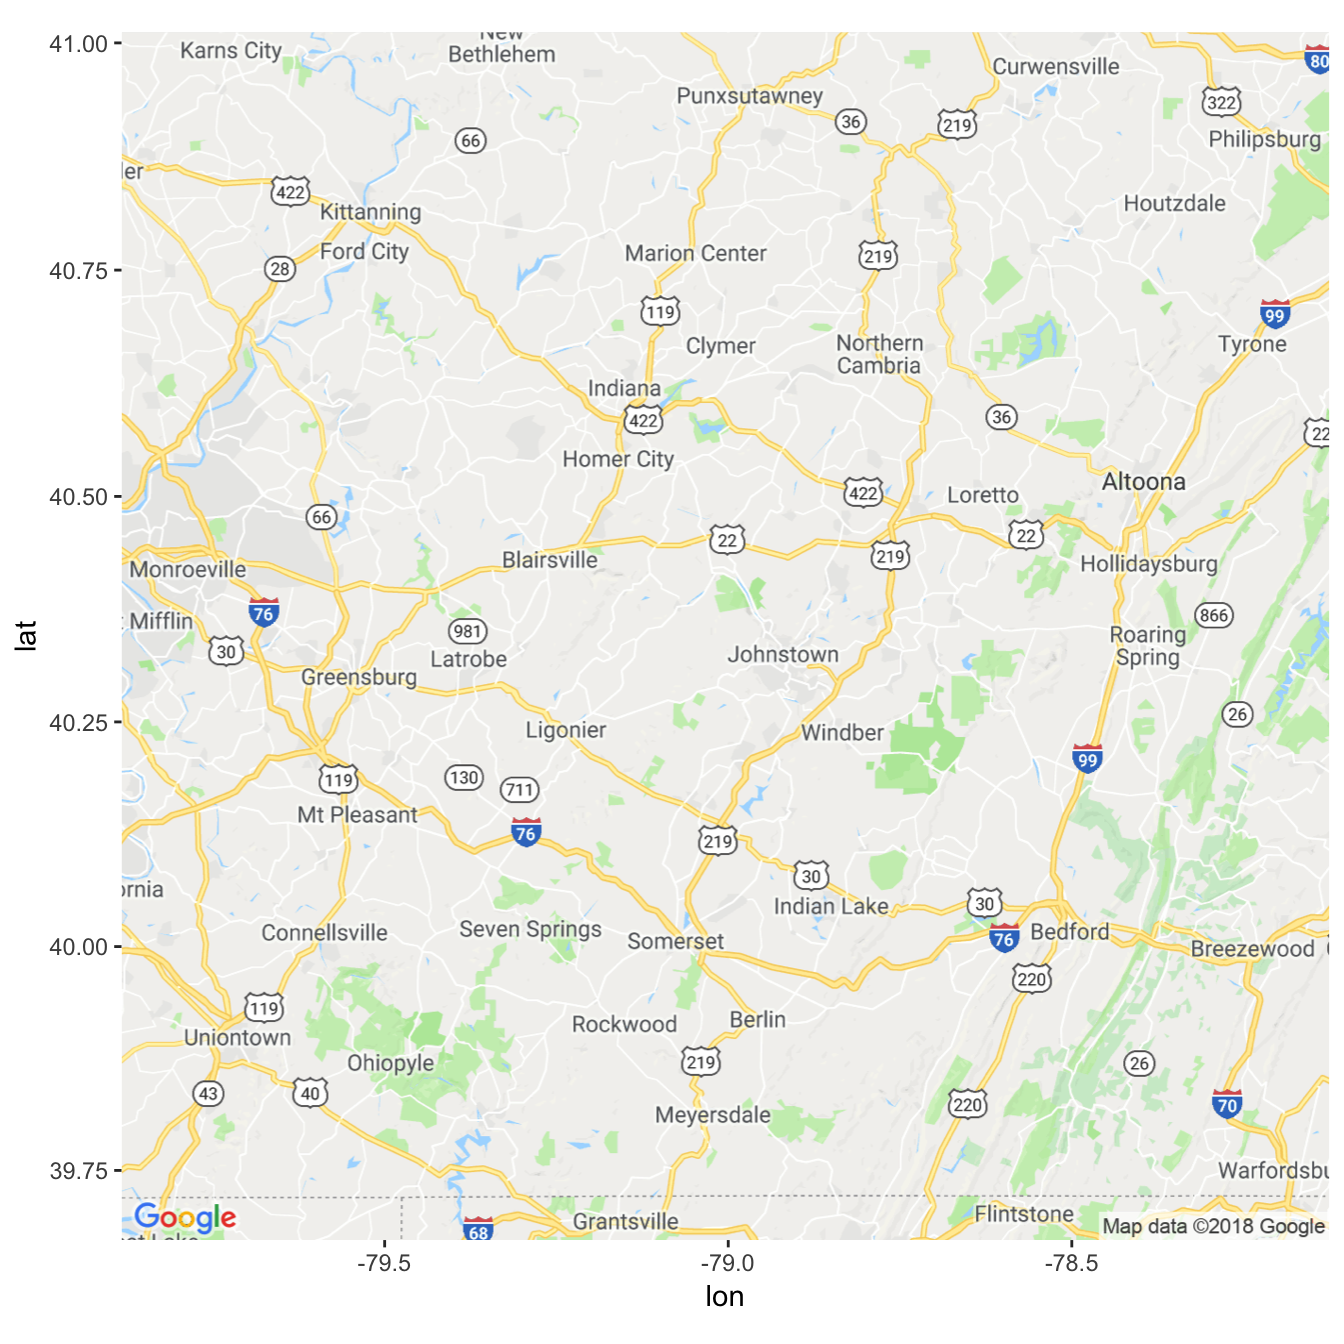 41.00
Karns City
New
Bethlehem
Curwensville
80
Punxsutawney
322
36
219
Philipsburg
66
ler
422
Kittanning
Houtzdale
Ford City
Marion Center
219
28
40.75
119
99
Clymer
Northern
Cambria
Tyrone
Indiana
422
36
22
Homer City
Altoona
422
Loretto
40.50
66
22
22
219
Blairsville
Hollidaysburg
Monroeville
76
866
Mifflin
981
Roaring
Spring
lat
30
Latrobe
Johnstown
Greensburg
26
40.25
Ligonier
Windber
99
119
130
711
Mt Pleasant
76
219
30
ornia
Indian Lake
30
Connellsville
Seven Springs
Somerset
76
Bedford
40.00
Breezewood
220
119
Rockwood
Berlin
Uniontown
Ohiopyle
219
26
43
40
220
70
Meyersdale
39.75
Warfordsbu
Google
68
Grantsville
Flintstone
Map data ©2018 Google
-79.5
-79.0
-78.5
lon